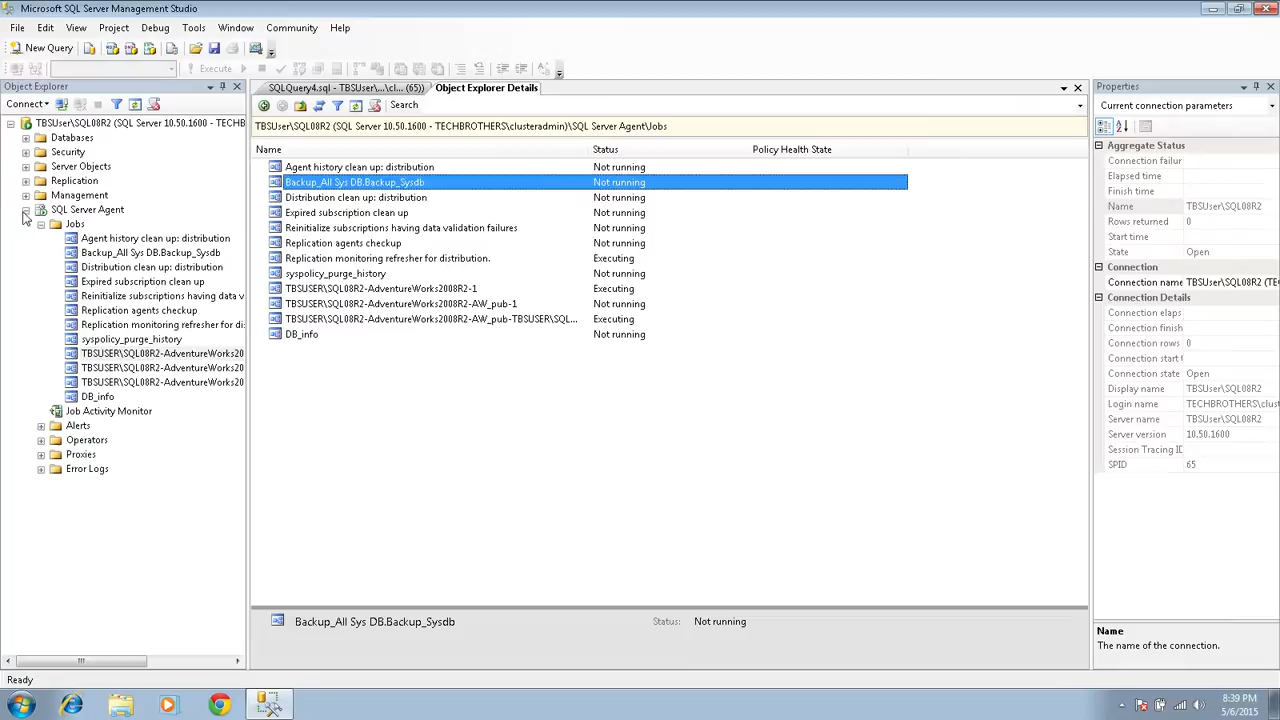 Microsoft SQL Server Management Studio
File Edit View Project Debug Tools Window Community Help
New Query
Execute
Object Explorer
Connect
TBSUser\SQL08R2 (SQL Server 10.50.1600 - TECHB
Databases
Security
Server Objects
Replication
Management
SQL Server Agent
Jobs
Agent history clean up: distribution
Backup_All Sys DB.Backup_Sysdb
Distribution clean up: distribution
Expired subscription clean up
Reinitialize subscriptions having data v
Replication agents checkup
Replication monitoring refresher for di
syspolicy_purge_history
TBSUSER\SQL08R2-AdventureWorks20
TBSUSER\SQL08R2-AdventureWorks20
TBSUSER\SQL08R2-AdventureWorks20
DB_info
Job Activity Monitor
Alerts
Operators
Proxies
Error Logs
SQLQuery4.sql - TBSUser\...\cl... (65)) Object Explorer Details
Search
TBSUser\SQL08R2 (SQL Server 10.50.1600 - TECHBROTHERS\clusteradmin)\SQL Server Agent\Jobs
Name Status Policy Health State
Agent history clean up: distribution Not running
Backup_All Sys DB.Backup_Sysdb Not running
Distribution clean up: distribution Not running
Expired subscription clean up Not running
Reinitialize subscriptions having data validation failures Not running
Replication agents checkup Not running
Replication monitoring refresher for distribution. Executing
syspolicy_purge_history Not running
TBSUSER\SQL08R2-AdventureWorks2008R2-1 Executing
TBSUSER\SQL08R2-AdventureWorks2008R2-AW_pub-1 Not running
TBSUSER\SQL08R2-AdventureWorks2008R2-AW_pub-TBSUSER\SQL... Executing
DB_info Not running
Backup_All Sys DB.Backup_Sysdb Status: Not running
Properties
Current connection parameters
Aggregate Status
Connection failur
Elapsed time
Finish time
Name TBSUser\SQL08R2
Rows returned 0
Start time
State Open
Connection
Connection name TBSUser\SQL08R2 (TE
Connection Details
Connection elaps
Connection finish
Connection rows 0
Connection start t
Connection state Open
Display name TBSUser\SQL08R2
Login name TECHBROTHERS\clust
Server name TBSUser\SQL08R2
Server version 10.50.1600
Session Tracing ID
SPID 65
Name
The name of the connection.
Ready
8:39 PM
5/6/2015